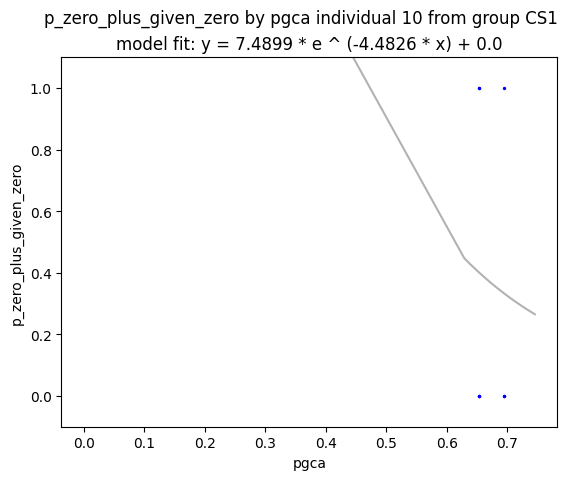 p_zero_plus_given_zero by pgca individual 10 from group CS1
model fit: y = 7.4899 * e ^ (-4.4826 * x) + 0.0
1.0
0.8
0.6
0.4
0.2
0.0
p_zero_plus_given_zero
0.0 0.1 0.2 0.3 0.4 0.5 0.6 0.7
pgca